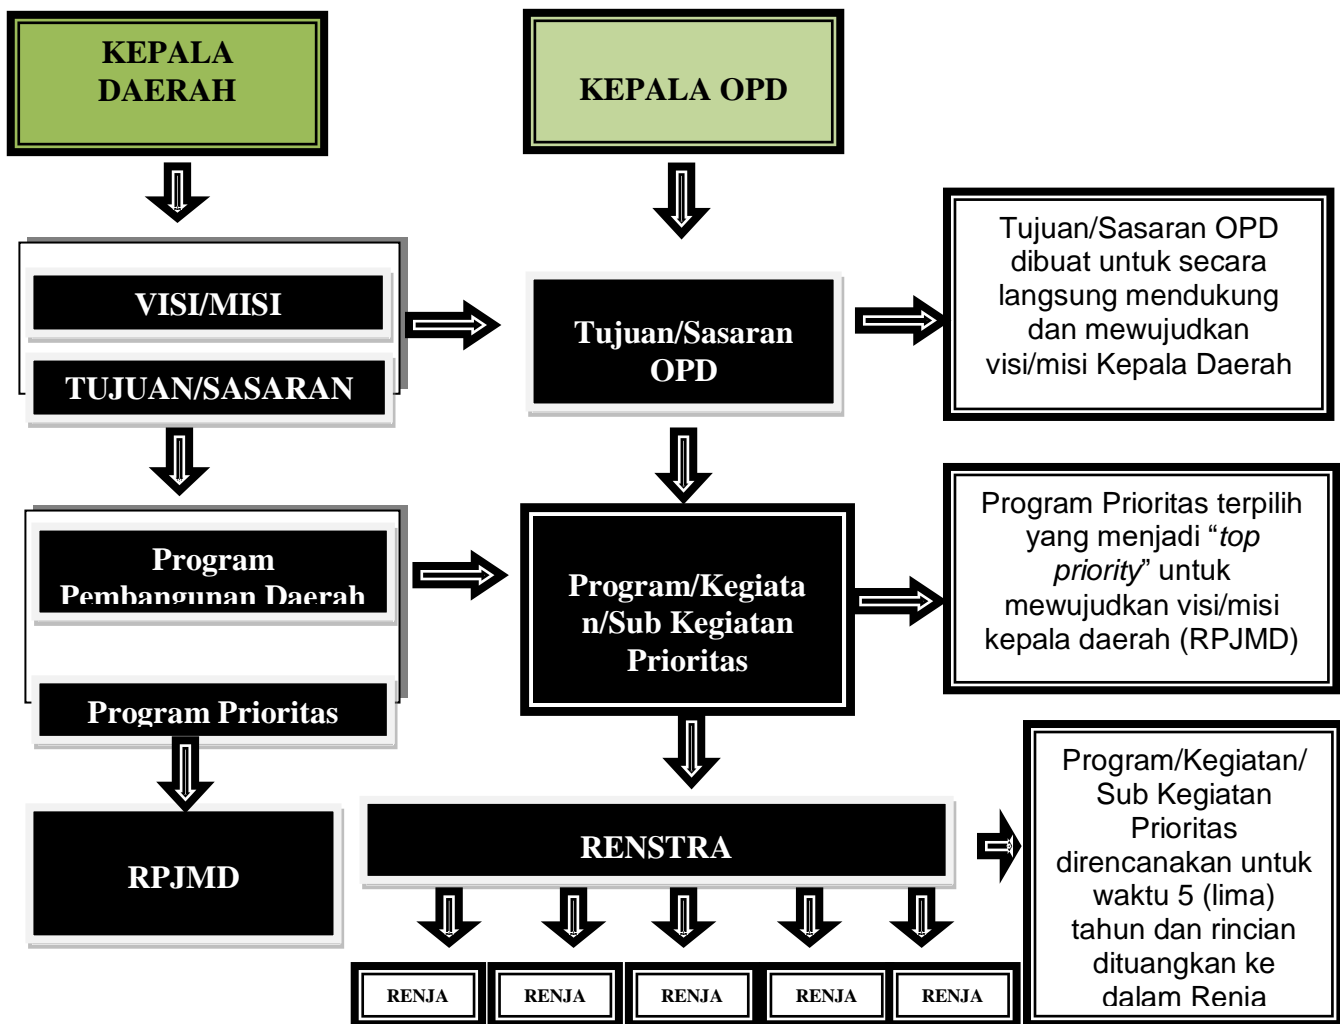 KEPALA
DAERAH
KEPALA OPD
VISI/MISI
TUJUAN/SASARAN
Tujuan/Sasaran
OPD
Tujuan/Sasaran OPD
dibuat untuk secara
langsung mendukung
dan mewujudkan
visi/misi Kepala Daerah
Program
Pembangunan Daerah
Program Prioritas
Program/Kegiata
n/Sub Kegiatan
Prioritas
Program Prioritas terpilih
yang menjadi “top
priority” untuk
mewujudkan visi/misi
kepala daerah (RPJMD)
RPJMD
RENSTRA
Program/Kegiatan/
Sub Kegiatan
Prioritas
direncanakan untuk
waktu 5 (lima)
tahun dan rincian
dituangkan ke
dalam Renja
RENJA
RENJA
RENJA
RENJA
RENJA